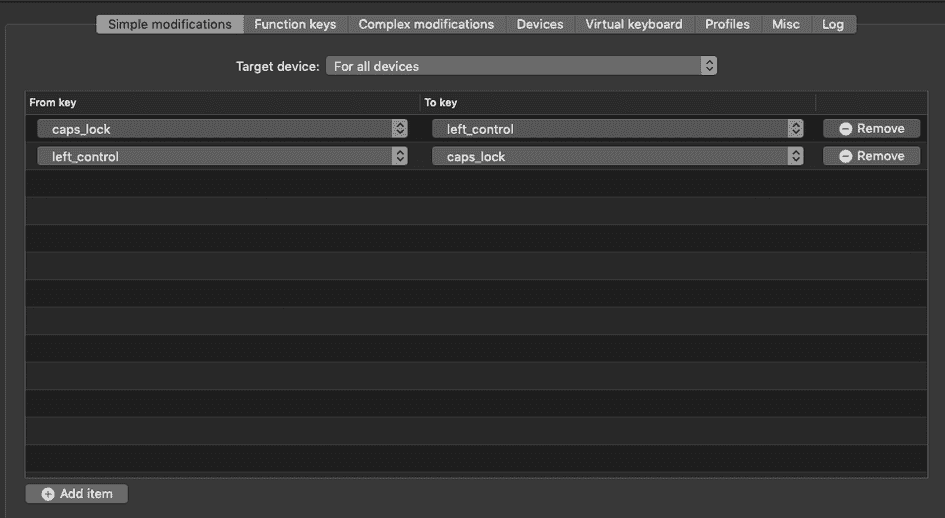 Simple modifications Function keys Complex modifications Devices Virtual keyboard Profiles Misc Log
Target device: For all devices
From key To key
caps_lock left_control Remove
left_control caps_lock Remove
Add item